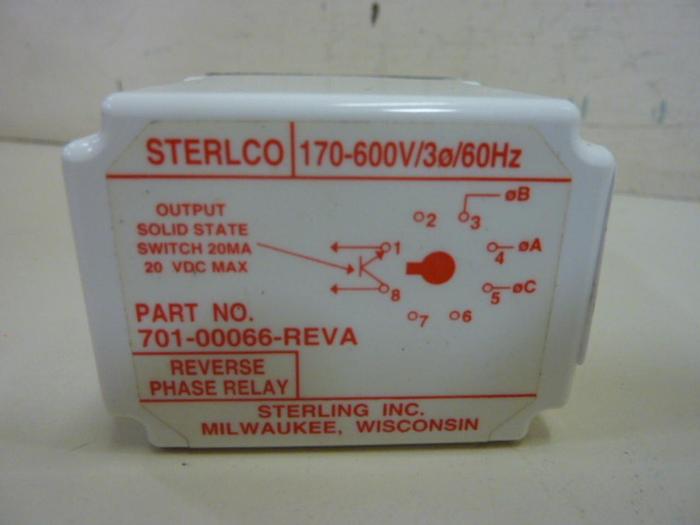 STERLCO 170-600V/3ø/60Hz
OUTPUT
SOLID STATE
SWITCH 20MA
20 VDC MAX
øB
2 3
1 4 øA
8 5 øC
7 6
PART NO.
701-00066-REVA
REVERSE
PHASE RELAY
STERLING INC.
MILWAUKEE, WISCONSIN